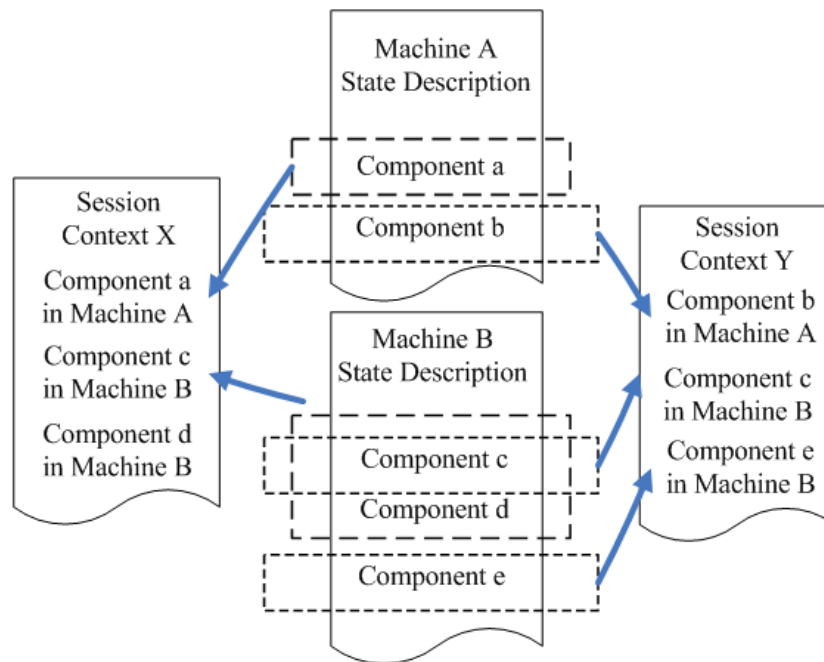 Machine A
State Description
Component a
Component b
Session
Context X
Component a
in Machine A
Component c
in Machine B
Component d
in Machine B
Machine B
State Description
Component c
Component d
Component e
Session
Context Y
Component b
in Machine A
Component c
in Machine B
Component e
in Machine B